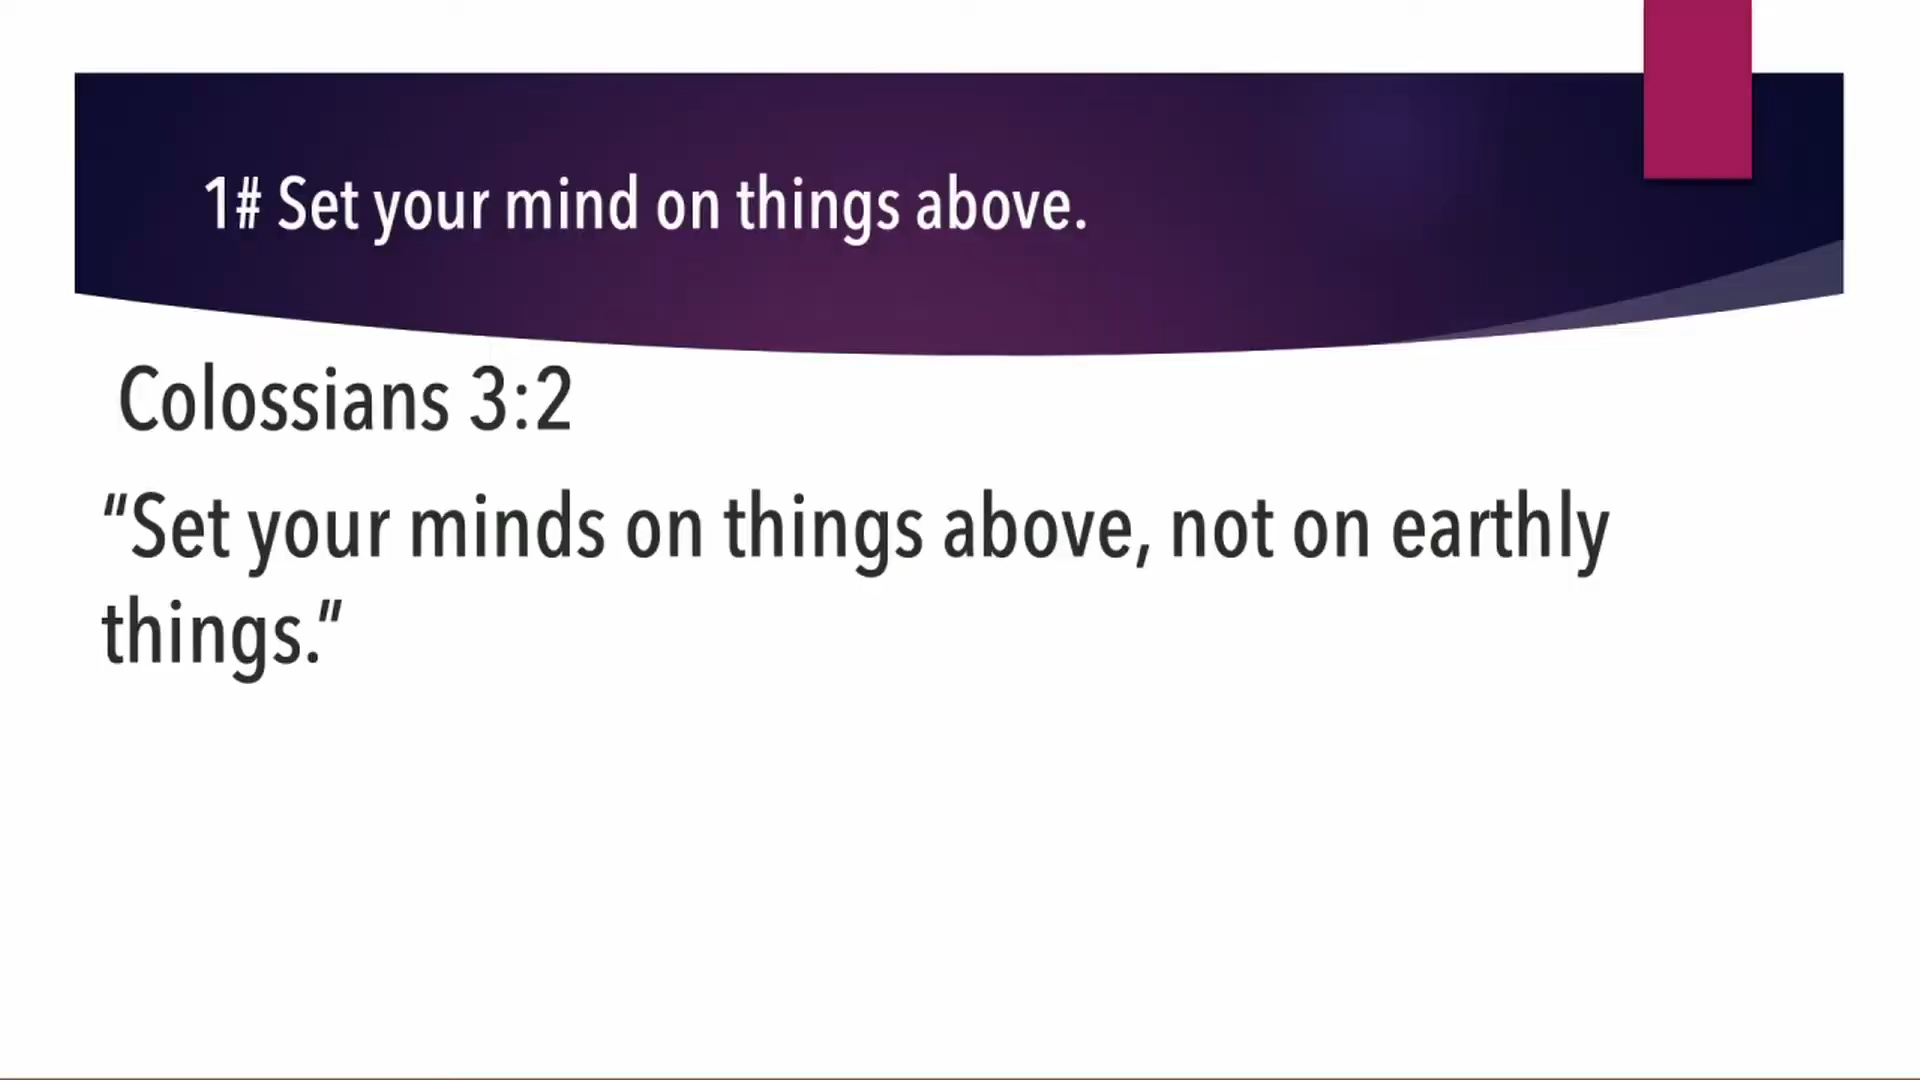 1# Set your mind on things above.
Colossians 3:2
“Set your minds on things above, not on earthly
things.”